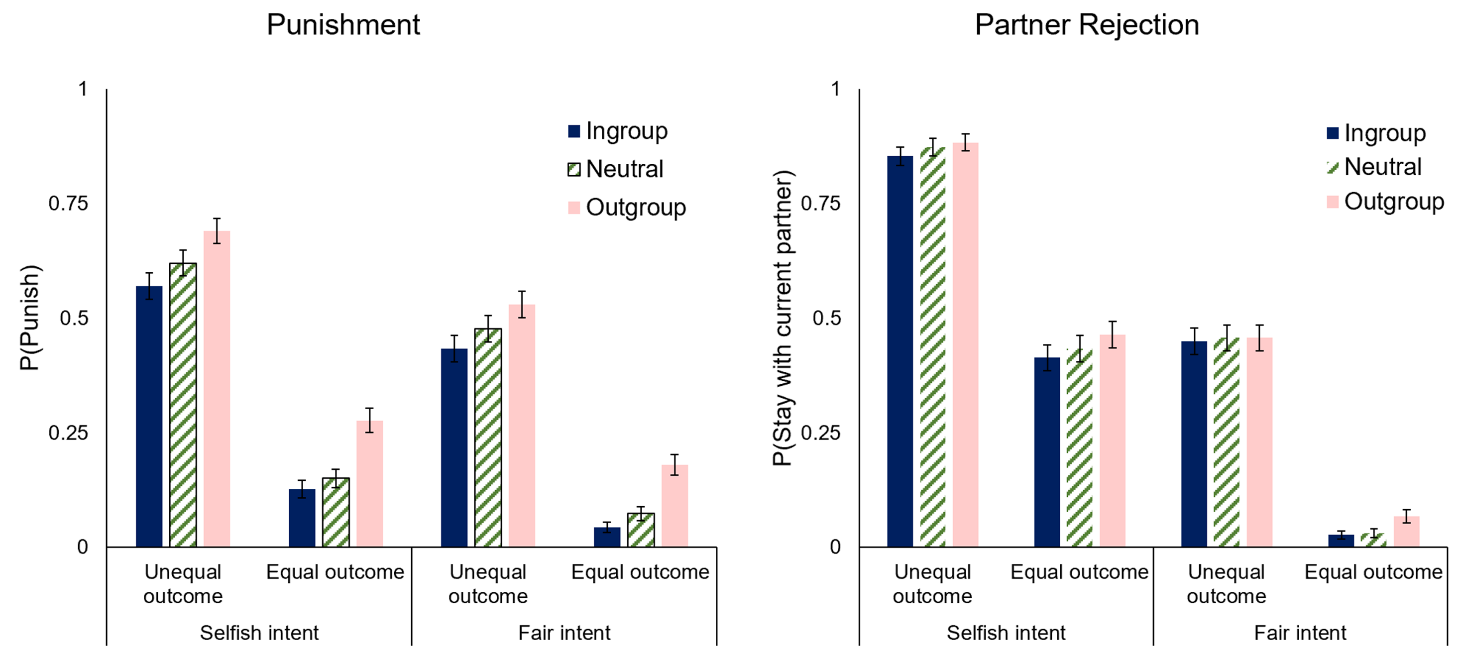 Punishment
1
0.75
0.5
0.25
0
P(Punish)
Ingroup
Neutral
Outgroup
Unequal
outcome
Equal outcome
Unequal
outcome
Equal outcome
Selfish intent
Fair intent
Partner Rejection
1
0.75
0.5
0.25
0
P(Stay with current partner)
Ingroup
Neutral
Outgroup
Unequal
outcome
Equal outcome
Unequal
outcome
Equal outcome
Selfish intent
Fair intent